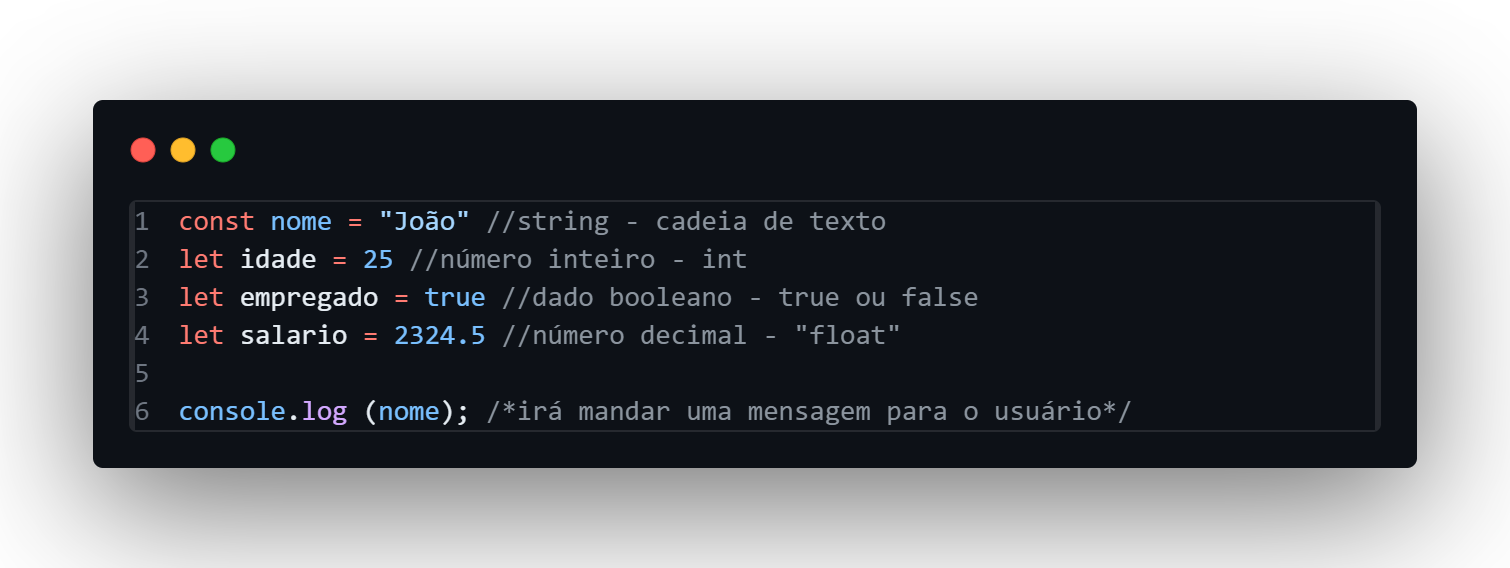 1 const nome = "João" //string - cadeia de texto
2 let idade = 25 //número inteiro - int
3 let empregado = true //dado booleano - true ou false
4 let salario = 2324.5 //número decimal - "float"
5
6 console.log (nome); /*irá mandar uma mensagem para o usuário*/